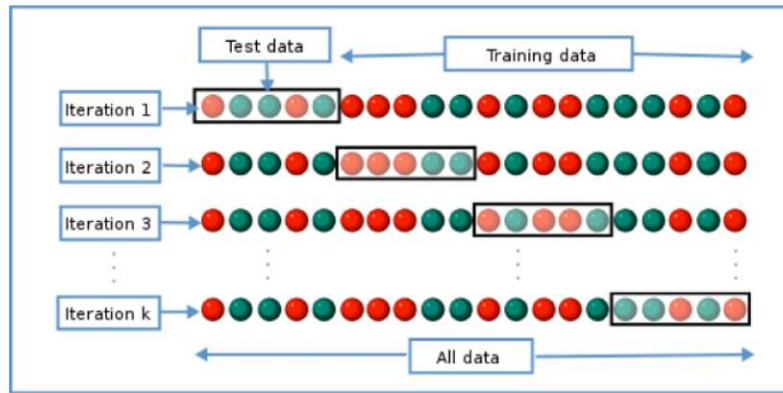 Test data
Training data
Iteration 1
Iteration 2
Iteration 3
Iteration k
All data